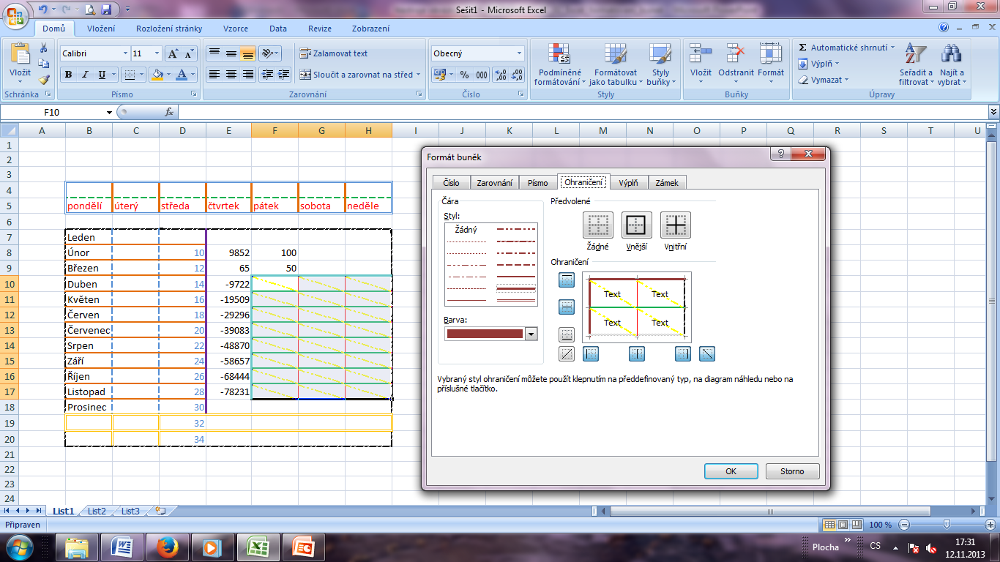 Sešit1 - Microsoft Excel
Domů Vložení Rozložení stránky Vzorce Data Revize Zobrazení
Vložit
Schránka
Calibri 11
B I U
Písmo
Zalamovat text
Sloučit a zarovnat na střed
Zarovnání
Obecný
% 000
Číslo
Podmíněné formátování
Formátovat jako tabulku
Styly buňky
Styly
Vložit Odstranit Formát
Buňky
Σ Automatické shrnutí
Výplň
Vymazat
Seřadit a filtrovat
Najít a vybrat
Úpravy
F10 fx
A B C D E F G H I J K L M N O P Q R S T U
1
2
3
4
5 pondělí úterý středa čtvrtek pátek sobota neděle
6
7 Leden
8 Únor 10 9852 100
9 Březen 12 65 50
10 Duben 14 -9722
11 Květen 16 -19509
12 Červen 18 -29296
13 Červenec 20 -39083
14 Srpen 22 -48870
15 Září 24 -58657
16 Říjen 26 -68444
17 Listopad 28 -78231
18 Prosinec 30
19 32
20 34
21
22
23
24
Formát buněk
Číslo Zarovnání Písmo Ohraničení Výplň Zámek
Čára
Styl:
Žádný
Barva:
Předvolené
Žádné Vnější Vnitřní
Ohraničení
Text Text
Text Text
Vybraný styl ohraničení můžete použít klepnutím na předdefinovaný typ, na diagram náhledu nebo na
příslušné tlačítko.
OK Storno
List1 List2 List3
Připraven 100 %
Plocha » CS 17:31
12.11.2013